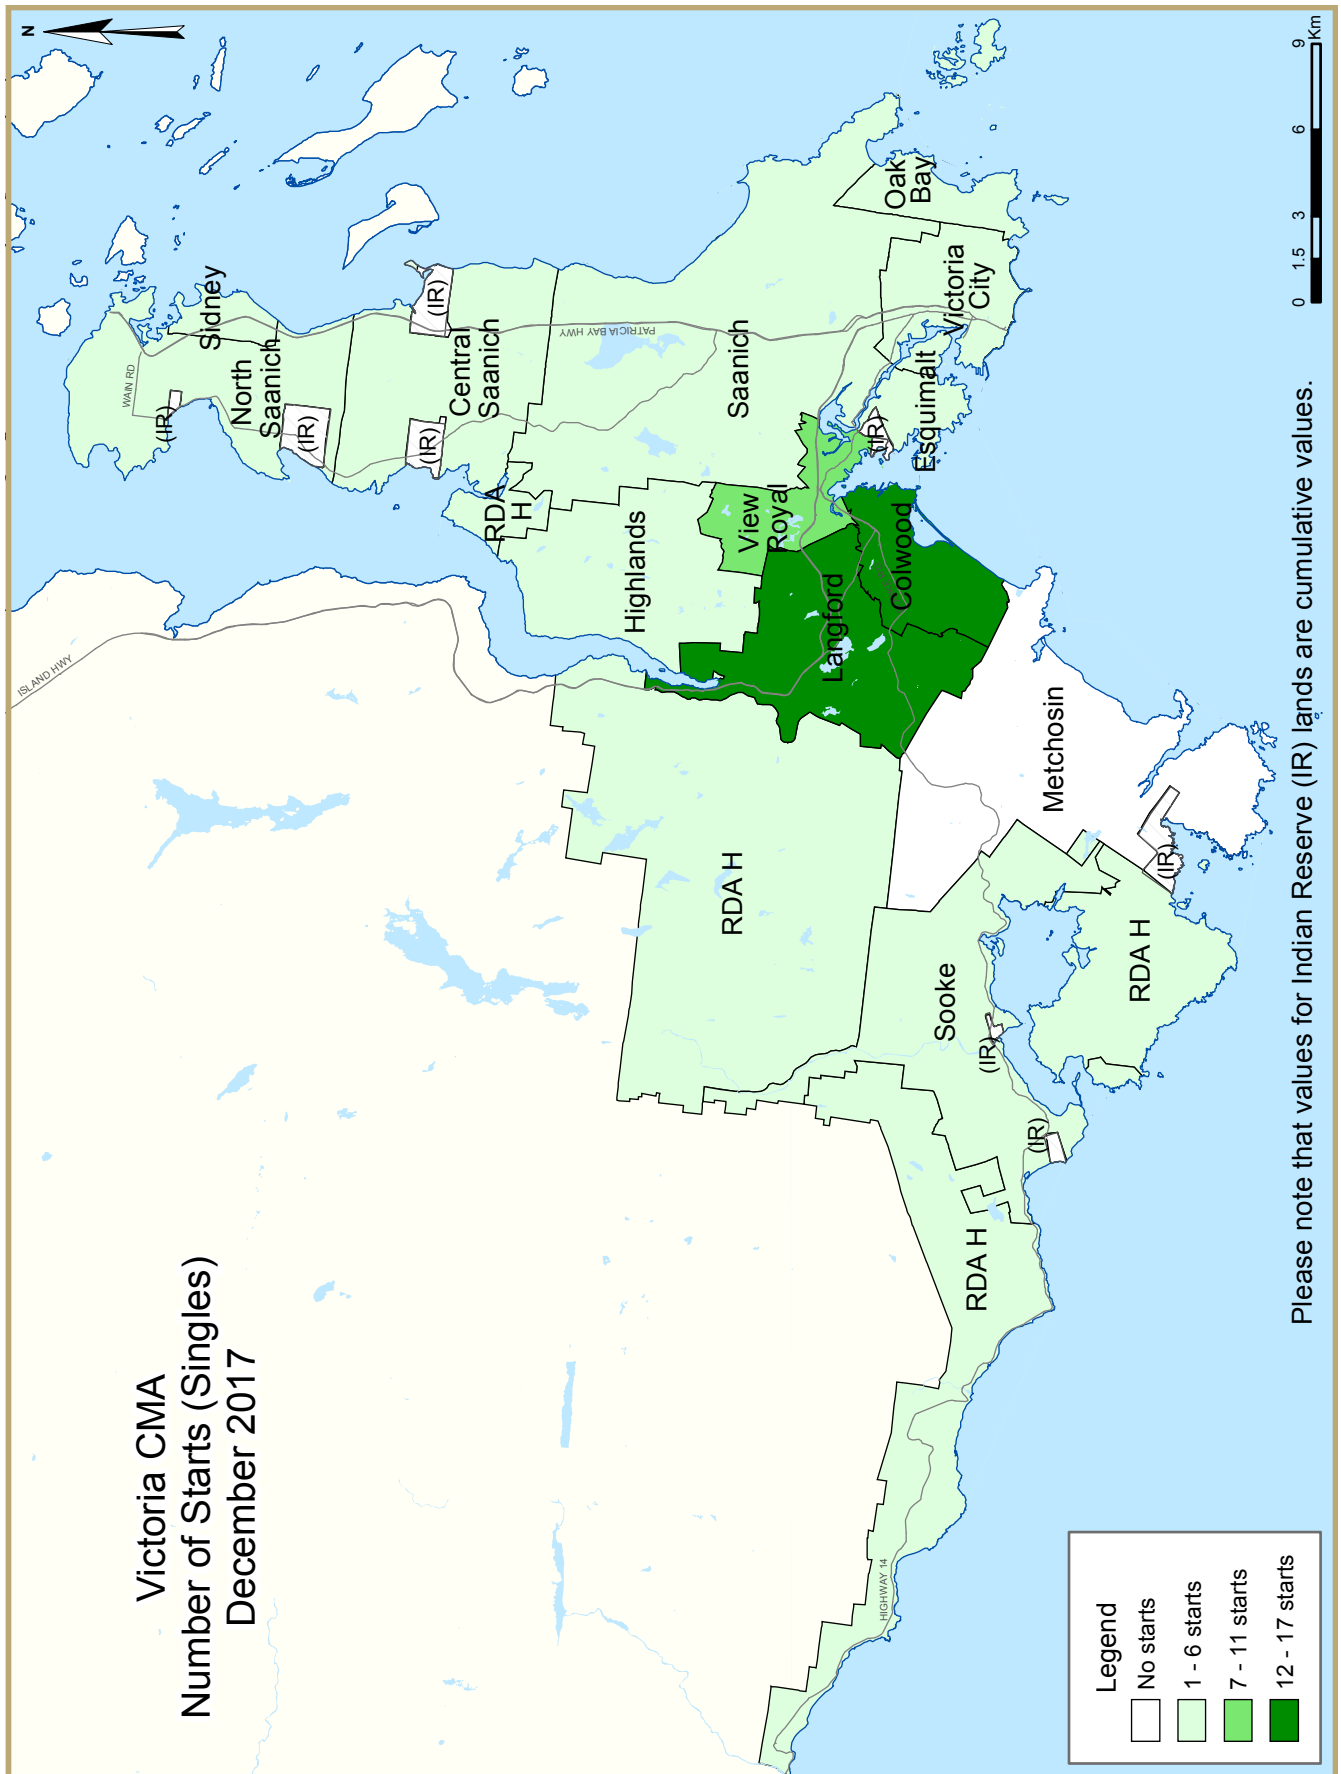 Victoria CMA
Number of Starts (Singles)
December 2017
N
ISLAND HWY
WAIN RD
(IR)
Sidney
North
Saanich
(IR)
(IR)
(IR)
Central
Saanich
PATRICIA BAY HWY
RDA
H
Saanich
Highlands
View
Royal
Oak
Bay
Victoria
City
Esquimalt
(IR)
Langford
Colwood
Metchosin
(IR)
RDA H
Sooke
(IR)
RDA H
(IR)
RDA H
HIGHWAY 14
Legend
No starts
1 - 6 starts
7 - 11 starts
12 - 17 starts
0 1.5 3 6 9
Km
Please note that values for Indian Reserve (IR) lands are cumulative values.